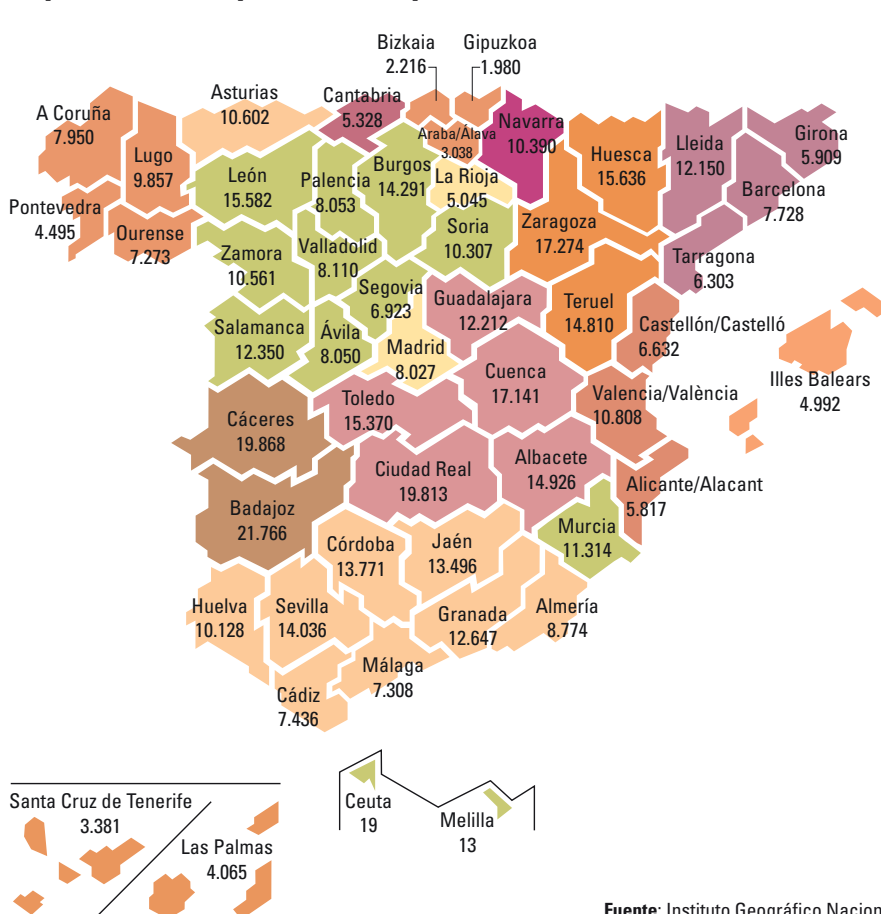 Bizkaia
2.216
Gipuzkoa
1.980
Asturias
10.602
Cantabria
5.328
A Coruña
7.950
Lugo
9.857
Araba/Álava
3.038
Navarra
10.390
Huesca
15.636
Lleida
12.150
Girona
5.909
León
15.582
Palencia
8.053
Burgos
14.291
La Rioja
5.045
Barcelona
7.728
Pontevedra
4.495
Ourense
7.273
Zamora
10.561
Valladolid
8.110
Soria
10.307
Zaragoza
17.274
Tarragona
6.303
Segovia
6.923
Guadalajara
12.212
Teruel
14.810
Castellón/Castelló
6.632
Salamanca
12.350
Ávila
8.050
Madrid
8.027
Illes Balears
4.992
Cáceres
19.868
Toledo
15.370
Cuenca
17.141
Valencia/València
10.808
Badajoz
21.766
Ciudad Real
19.813
Albacete
14.926
Alicante/Alacant
5.817
Murcia
11.314
Córdoba
13.771
Jaén
13.496
Huelva
10.128
Sevilla
14.036
Granada
12.647
Almería
8.774
Málaga
7.308
Cádiz
7.436
Santa Cruz de Tenerife
3.381
Las Palmas
4.065
Ceuta
19
Melilla
13
Fuente: Instituto Geográfico Nacion